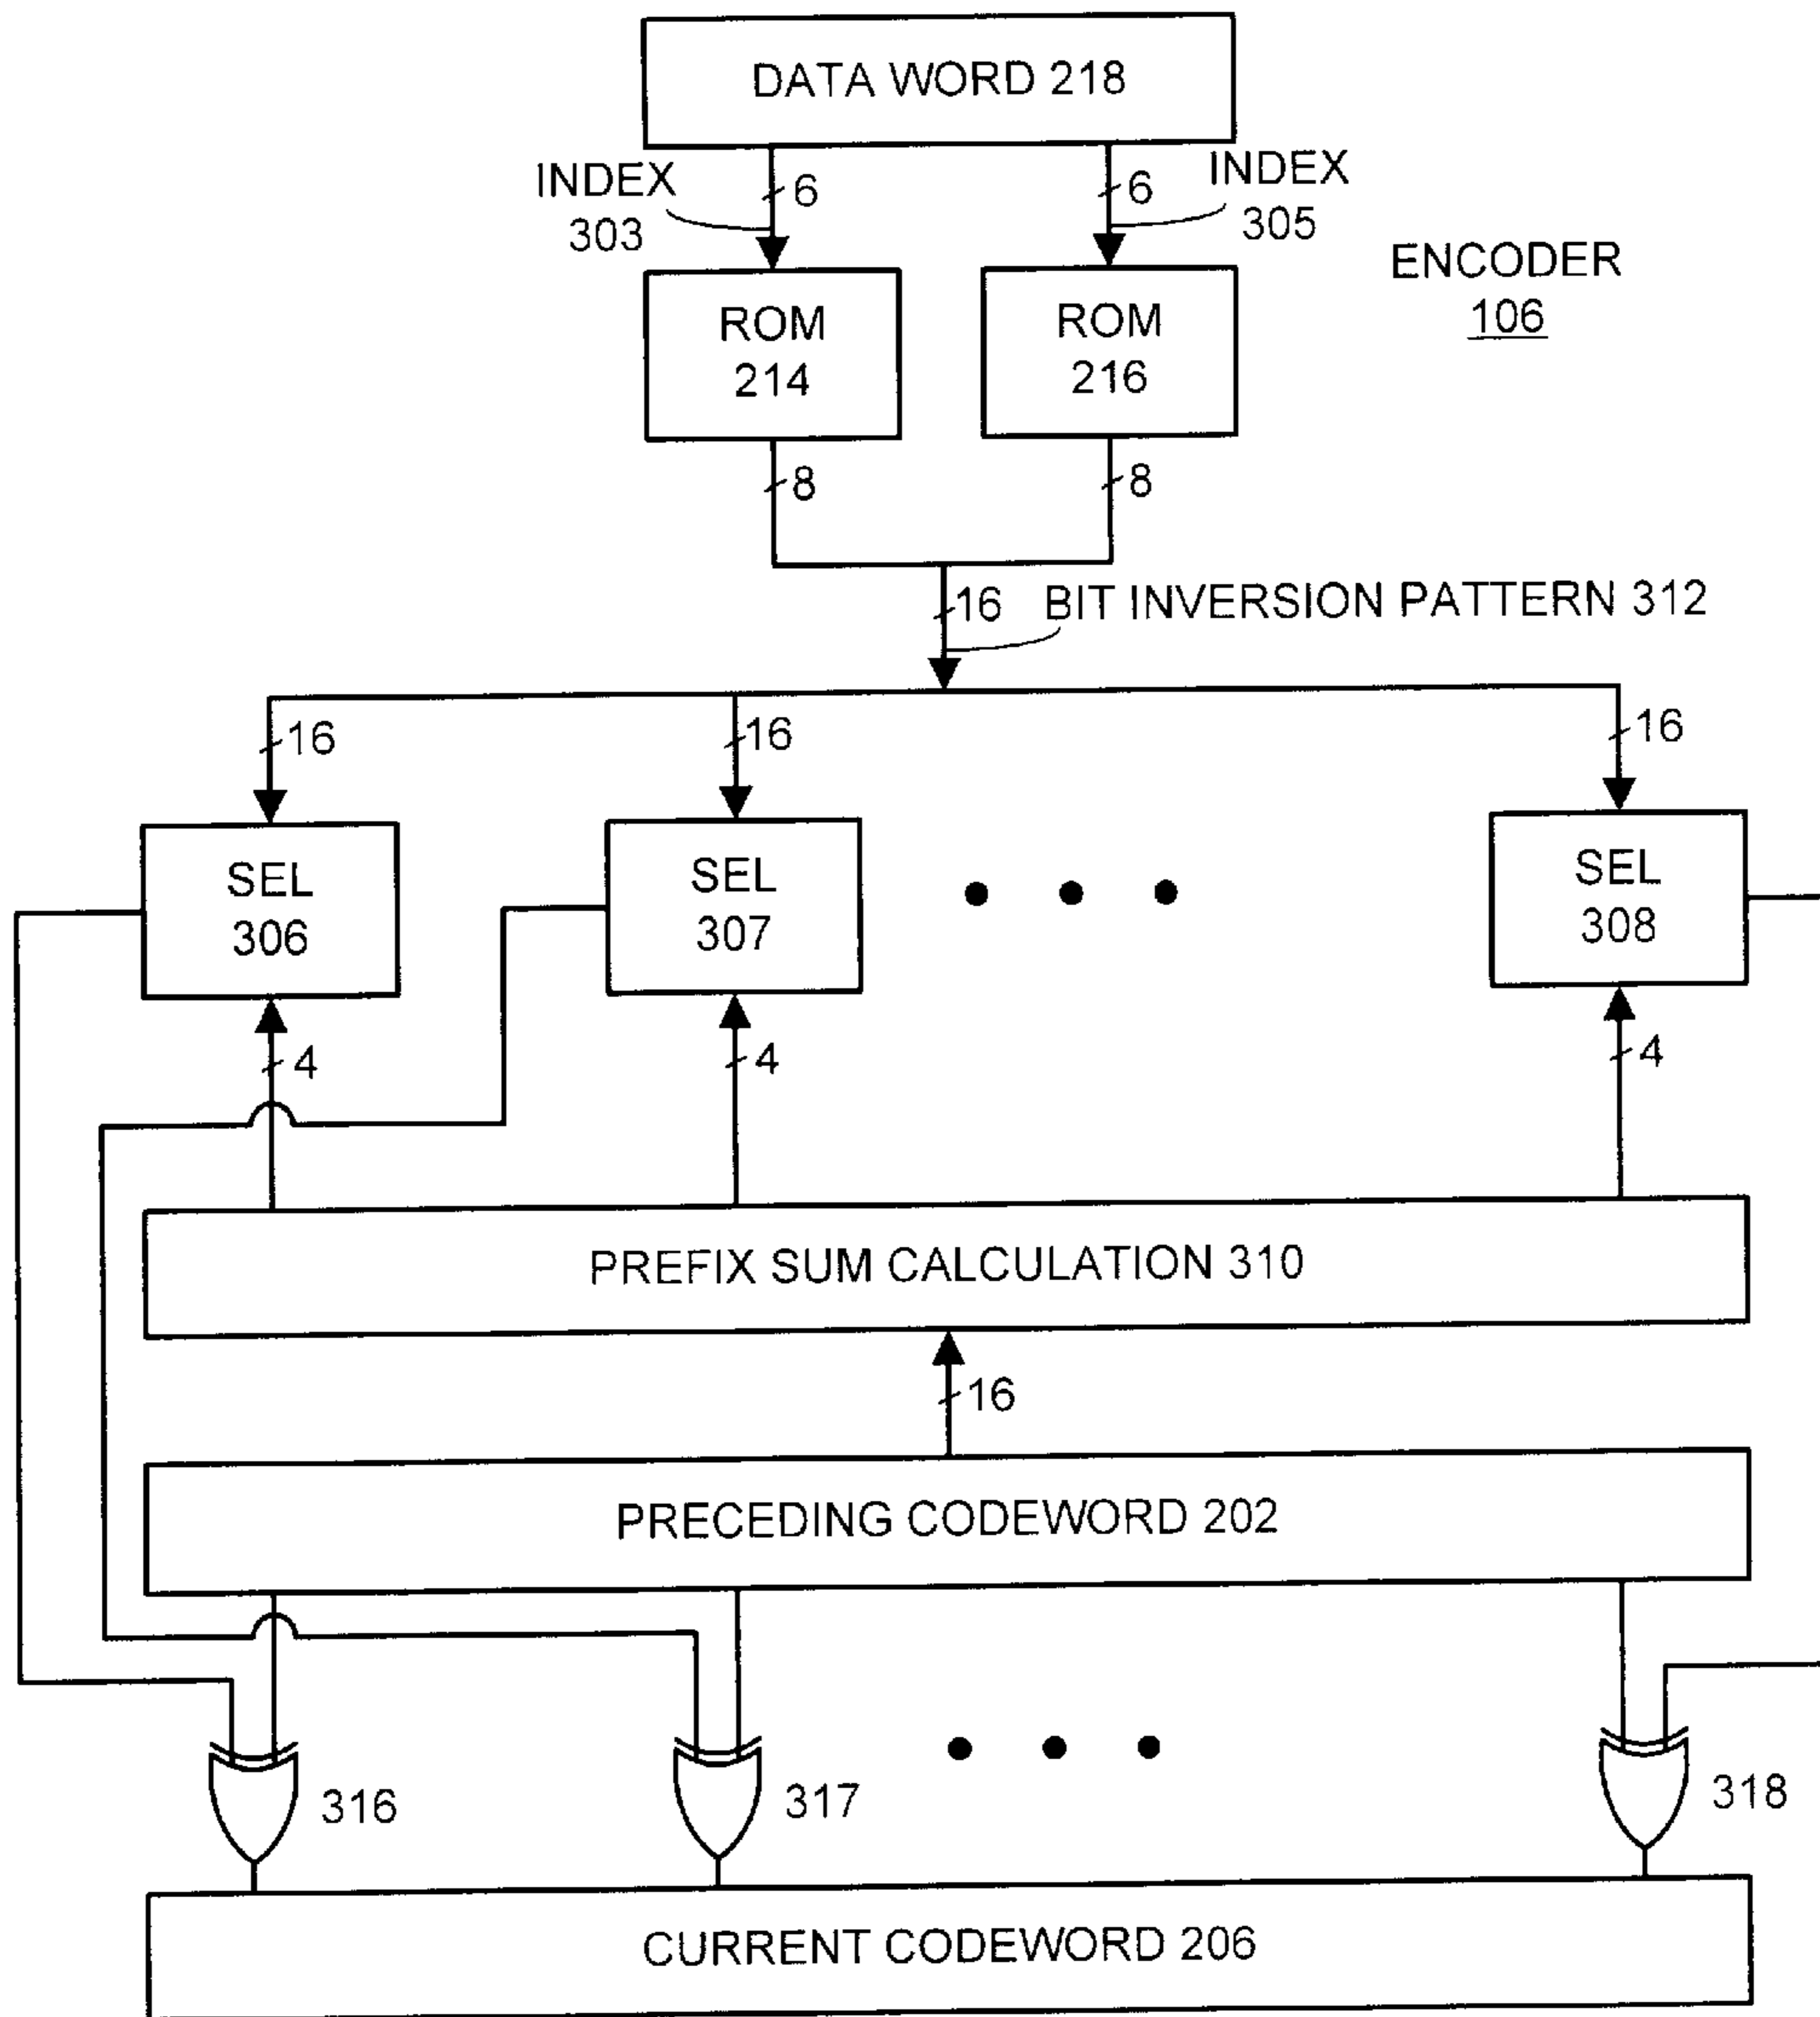 DATA WORD 218
INDEX
303
6
6
INDEX
305
ENCODER
106
ROM
214
ROM
216
8
8
16
BIT INVERSION PATTERN 312
16
16
16
SEL
306
SEL
307
SEL
308
4
4
4
PREFIX SUM CALCULATION 310
16
PRECEDING CODEWORD 202
316
317
318
CURRENT CODEWORD 206